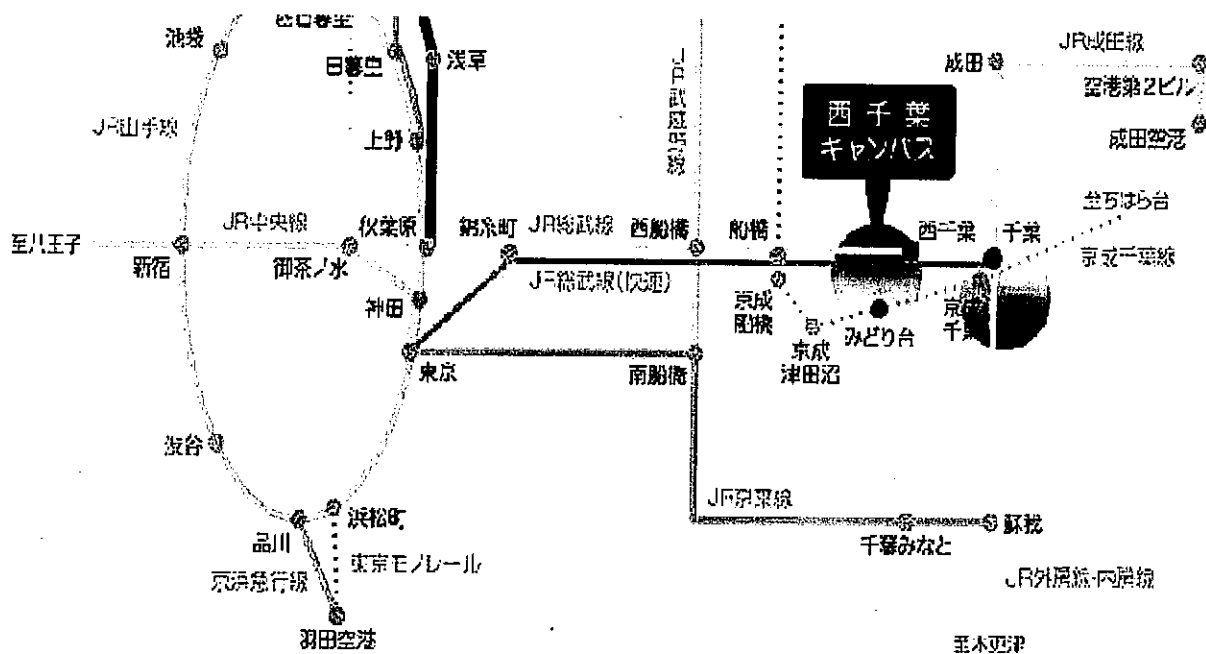 池袋
日暮里
浅草
成田
JR成田線
空港第2ビル
成田空港
西千葉
キャンパス
JR山手線
上野
JR武蔵野線
至八王子
新宿
JR中央線
御茶ノ水
秋葉原
錦糸町
JR総武線
西船橋
船橋
西千葉
千葉
京成千葉線
JR総武線(快速)
神田
京成
船橋
京成
津田沼
みどり台
京成
千葉
東京
南船橋
渋谷
品川
浜松町
JR京葉線
千葉みなと
蘇我
京浜急行線
東京モノレール
羽田空港
JR外房線・内房線
至木更津